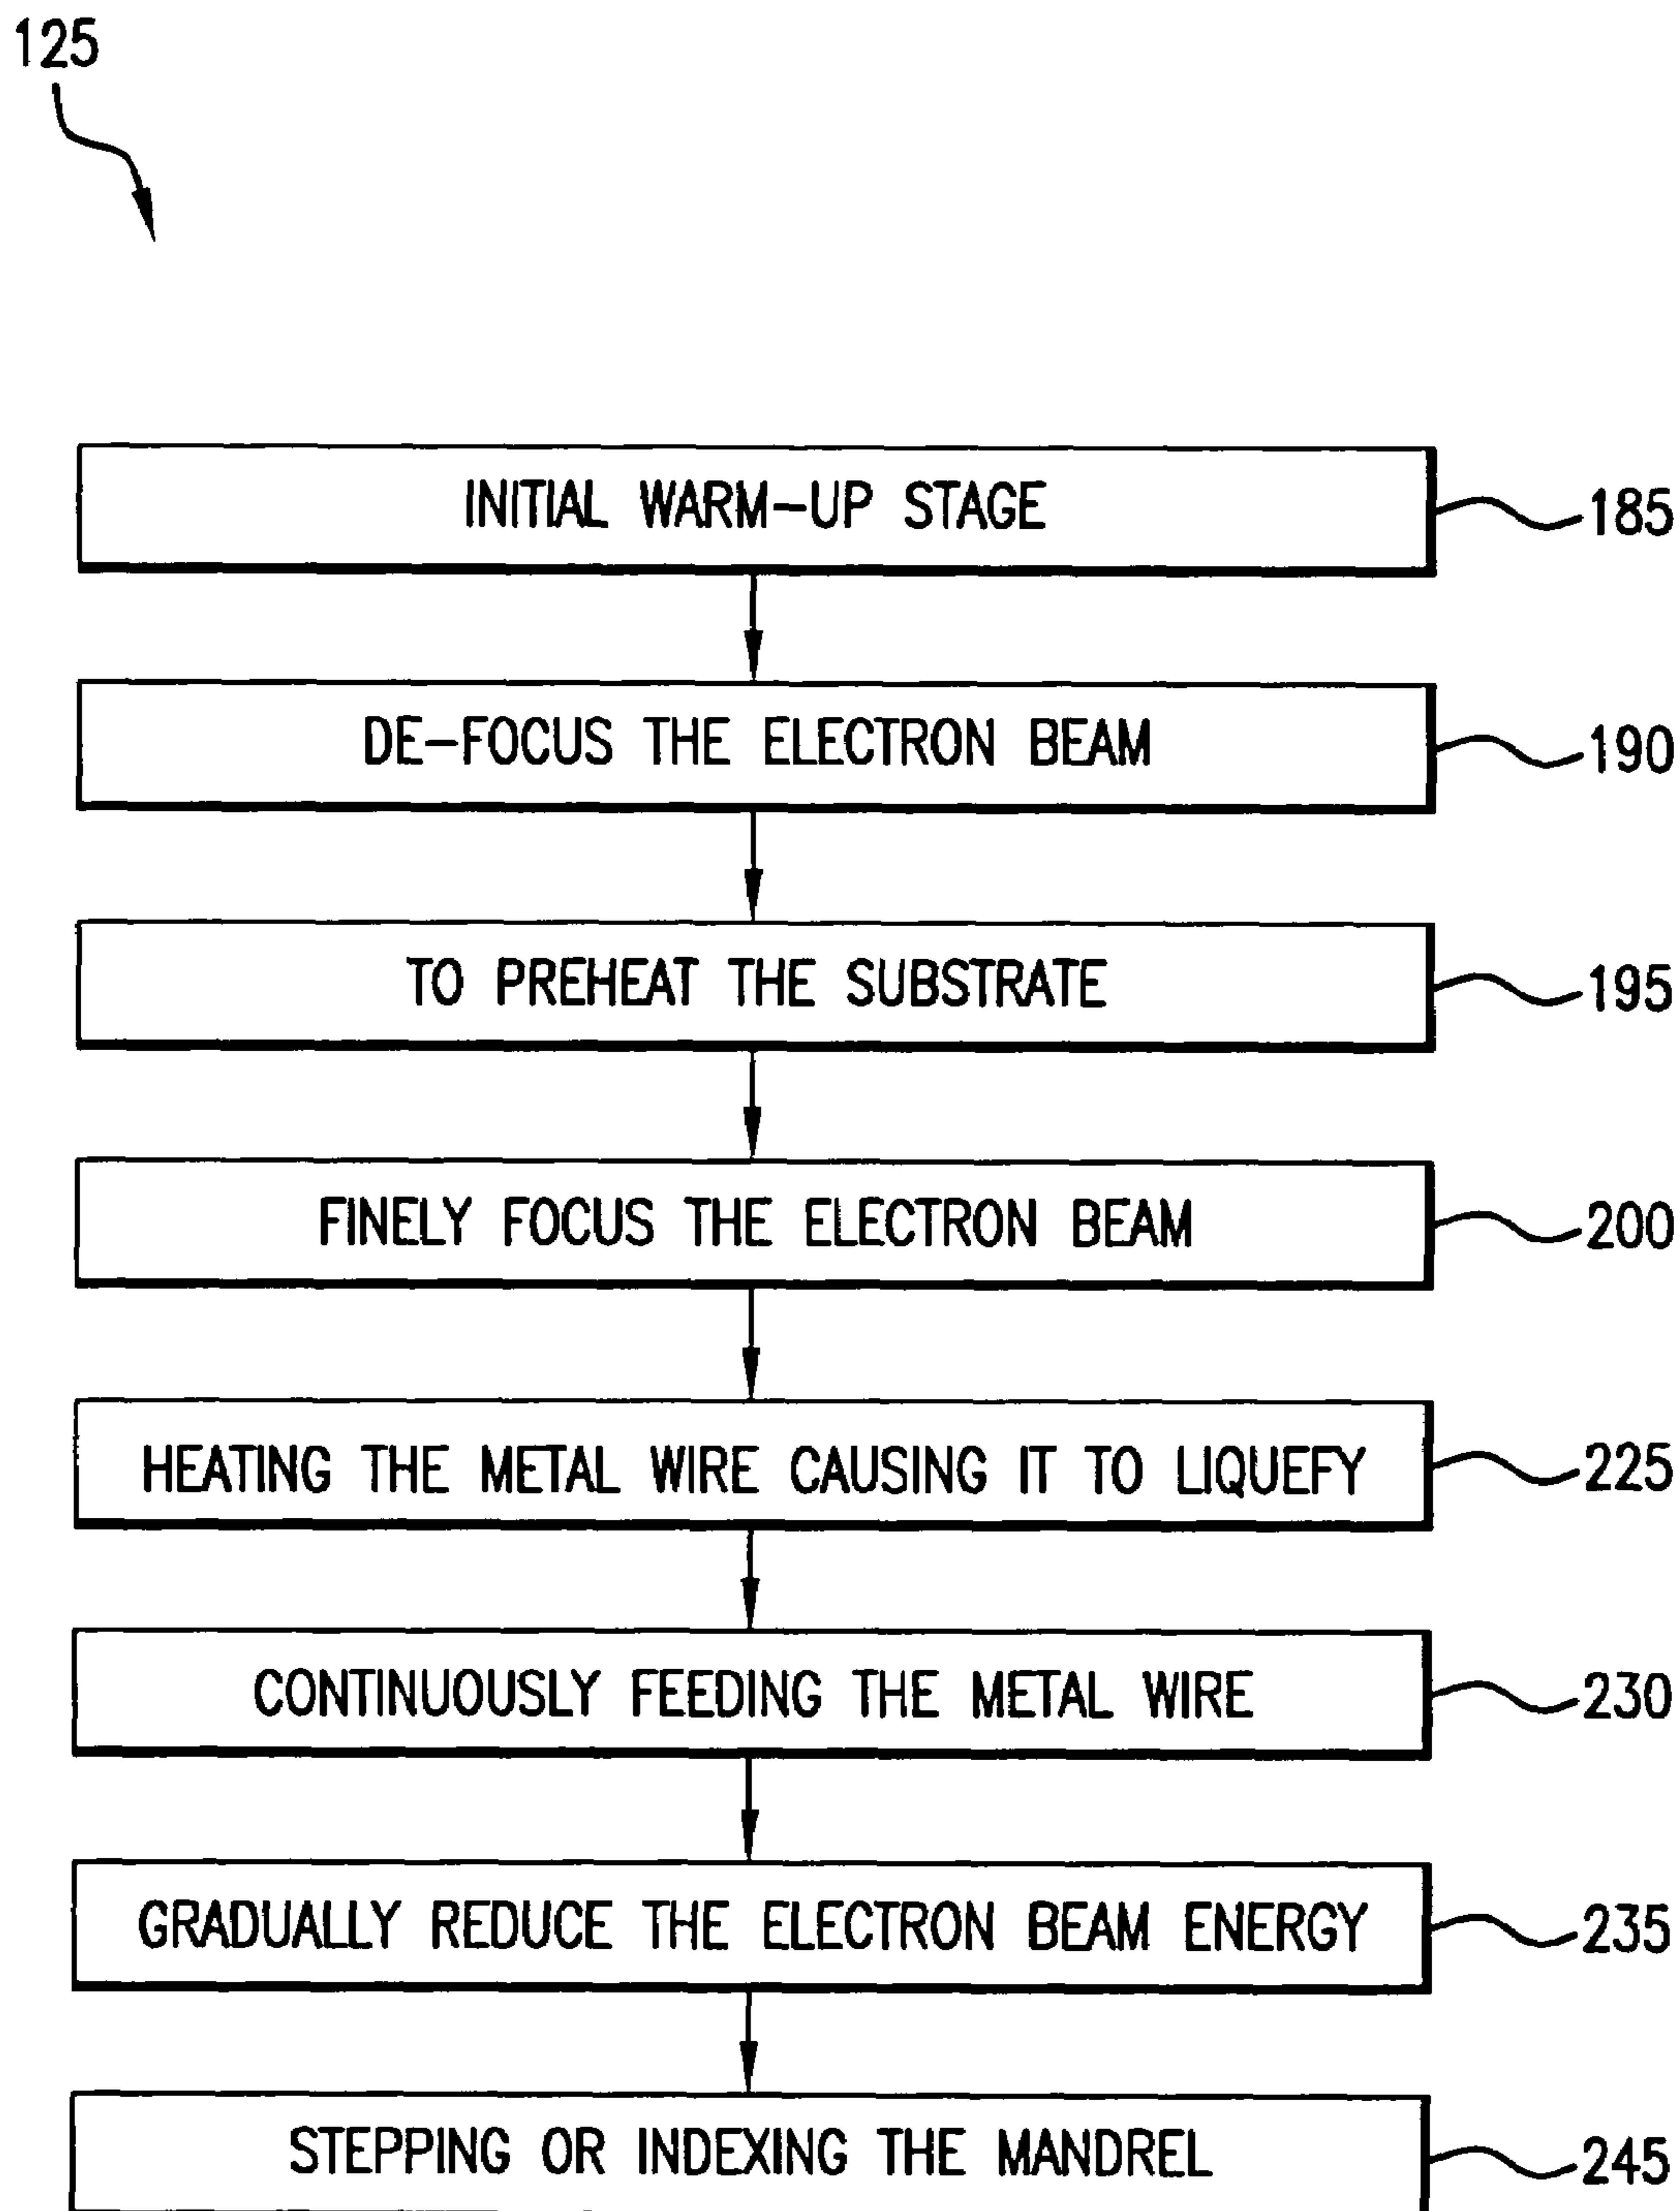 125
INITIAL WARM-UP STAGE
185
DE-FOCUS THE ELECTRON BEAM
190
TO PREHEAT THE SUBSTRATE
195
FINELY FOCUS THE ELECTRON BEAM
200
HEATING THE METAL WIRE CAUSING IT TO LIQUEFY
225
CONTINUOUSLY FEEDING THE METAL WIRE
230
GRADUALLY REDUCE THE ELECTRON BEAM ENERGY
235
STEPPING OR INDEXING THE MANDREL
245